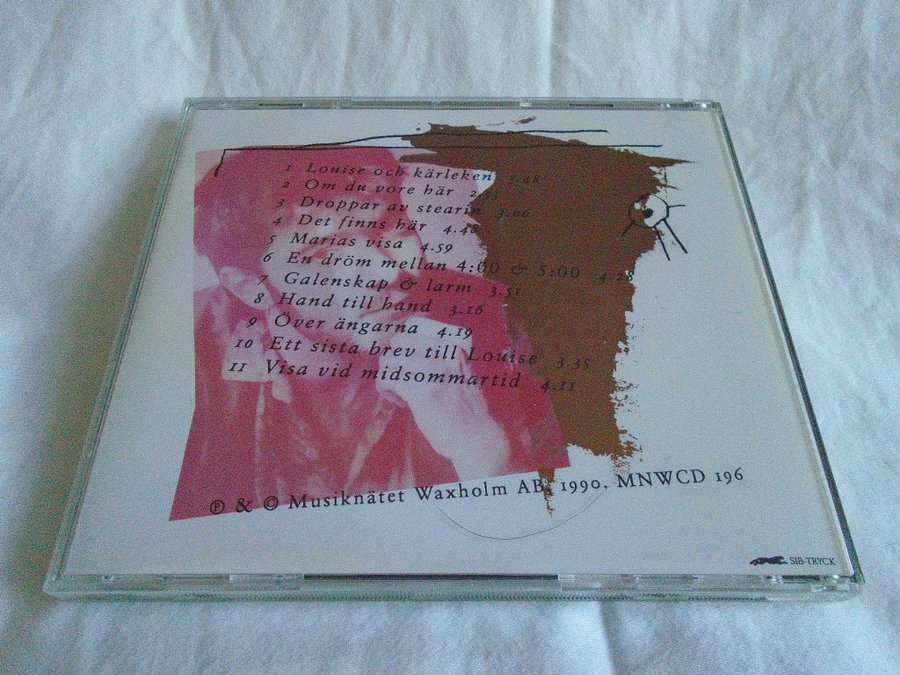 1 Louise och kärleken 3.48
2 Om du vore här
3 Droppar av stearin 3.06
4 Det finns här 4.48
5 Marias visa 4.59
6 En dröm mellan 4:00 & 5:00 4.28
7 Galenskap & larm 3.51
8 Hand till hand 3.16
9 Över ängarna 4.19
10 Ett sista brev till Louise 3.35
11 Visa vid midsommartid 4.11
℗ & © Musiknätet Waxholm AB, 1990. MNWCD 196
SIB-TRYCK